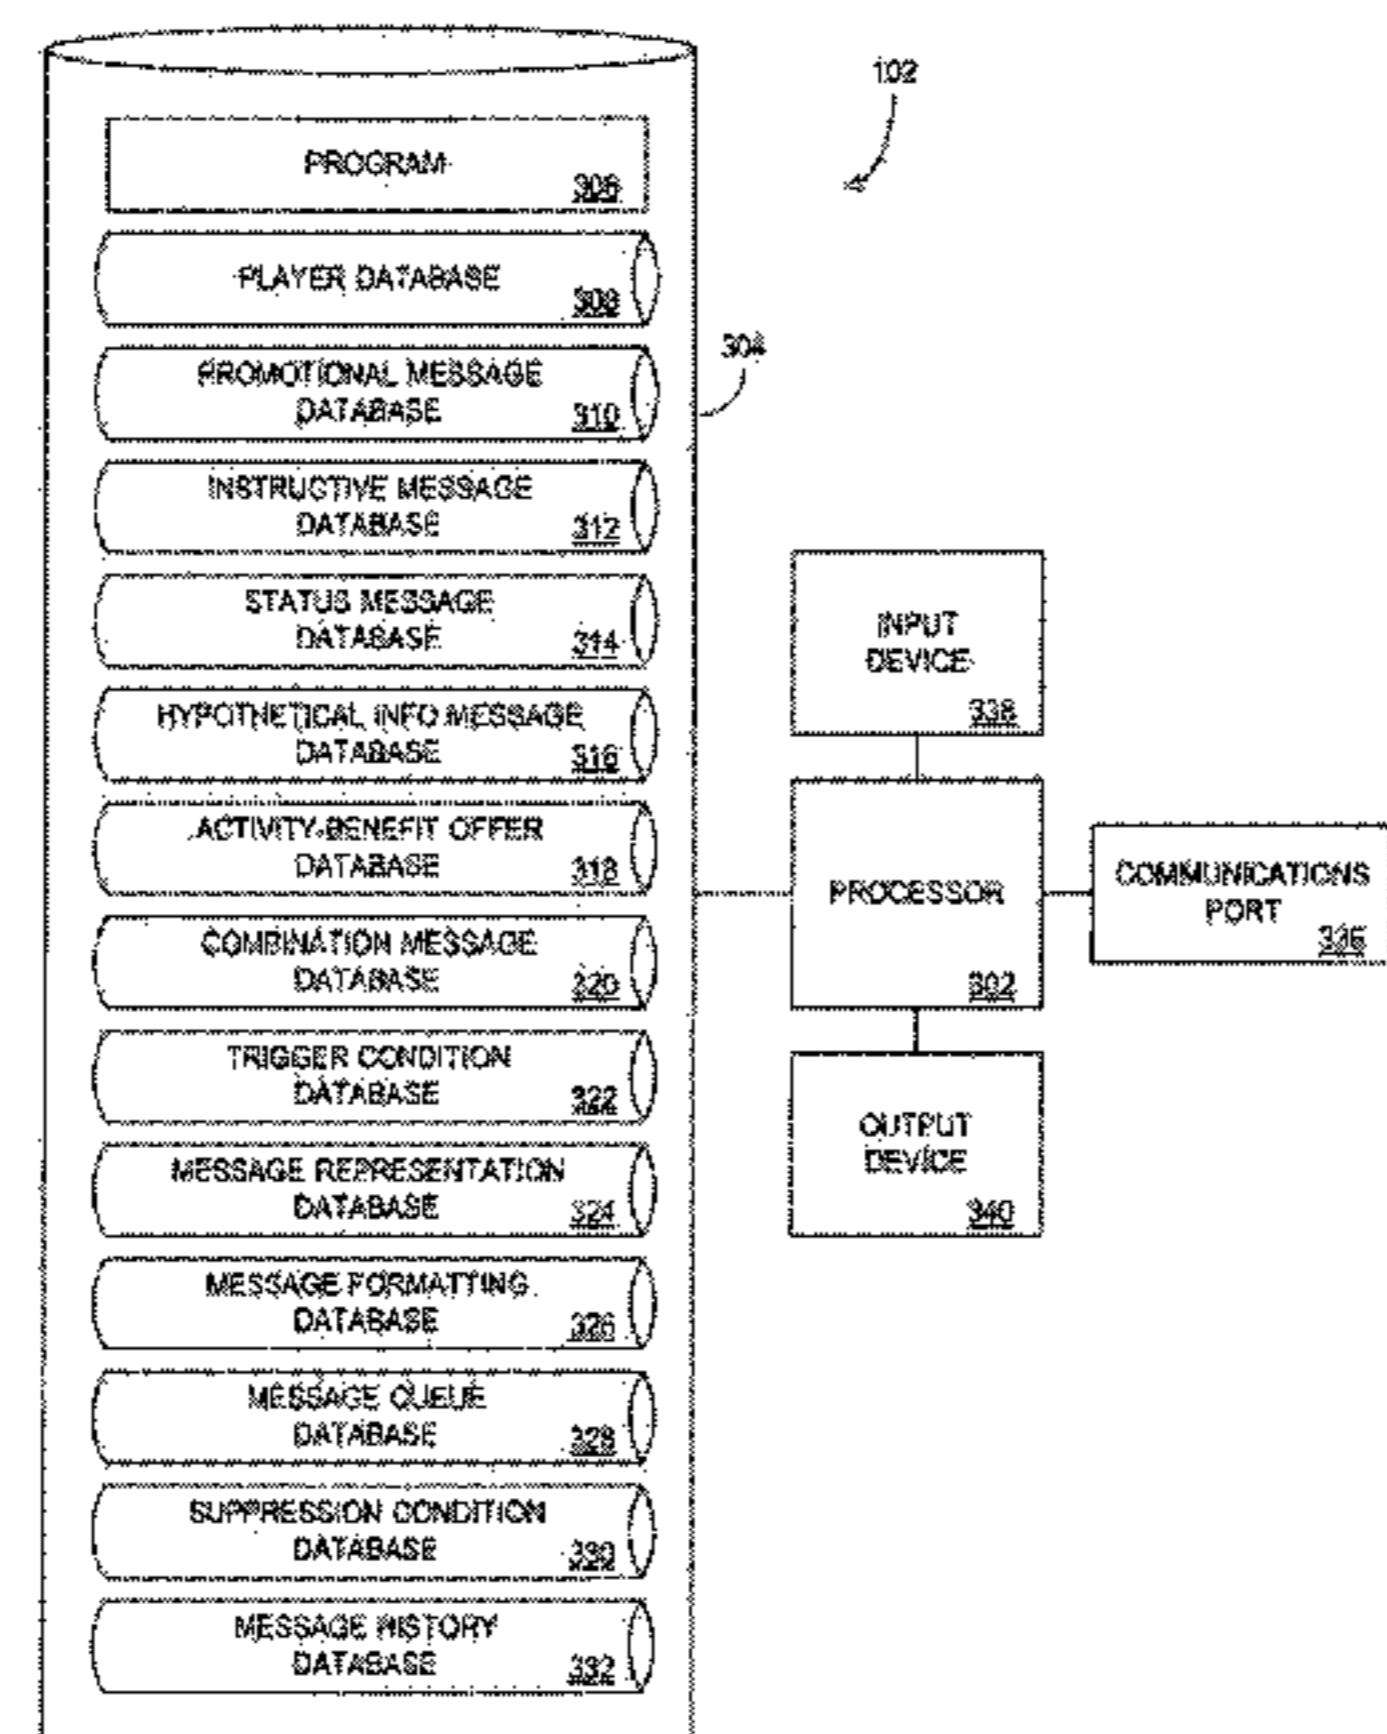 102
PROGRAM
306
PLAYER DATABASE
308
304
PROMOTIONAL MESSAGE
DATABASE
310
INSTRUCTIVE MESSAGE
DATABASE
312
STATUS MESSAGE
DATABASE
314
HYPOTHETICAL INFO MESSAGE
DATABASE
316
ACTIVITY-BENEFIT OFFER
DATABASE
318
COMBINATION MESSAGE
DATABASE
320
TRIGGER CONDITION
DATABASE
322
MESSAGE REPRESENTATION
DATABASE
324
MESSAGE FORMATTING
DATABASE
326
MESSAGE QUEUE
DATABASE
328
SUPPRESSION CONDITION
DATABASE
330
MESSAGE HISTORY
DATABASE
332
INPUT
DEVICE
338
PROCESSOR
302
COMMUNICATIONS
PORT
336
OUTPUT
DEVICE
340